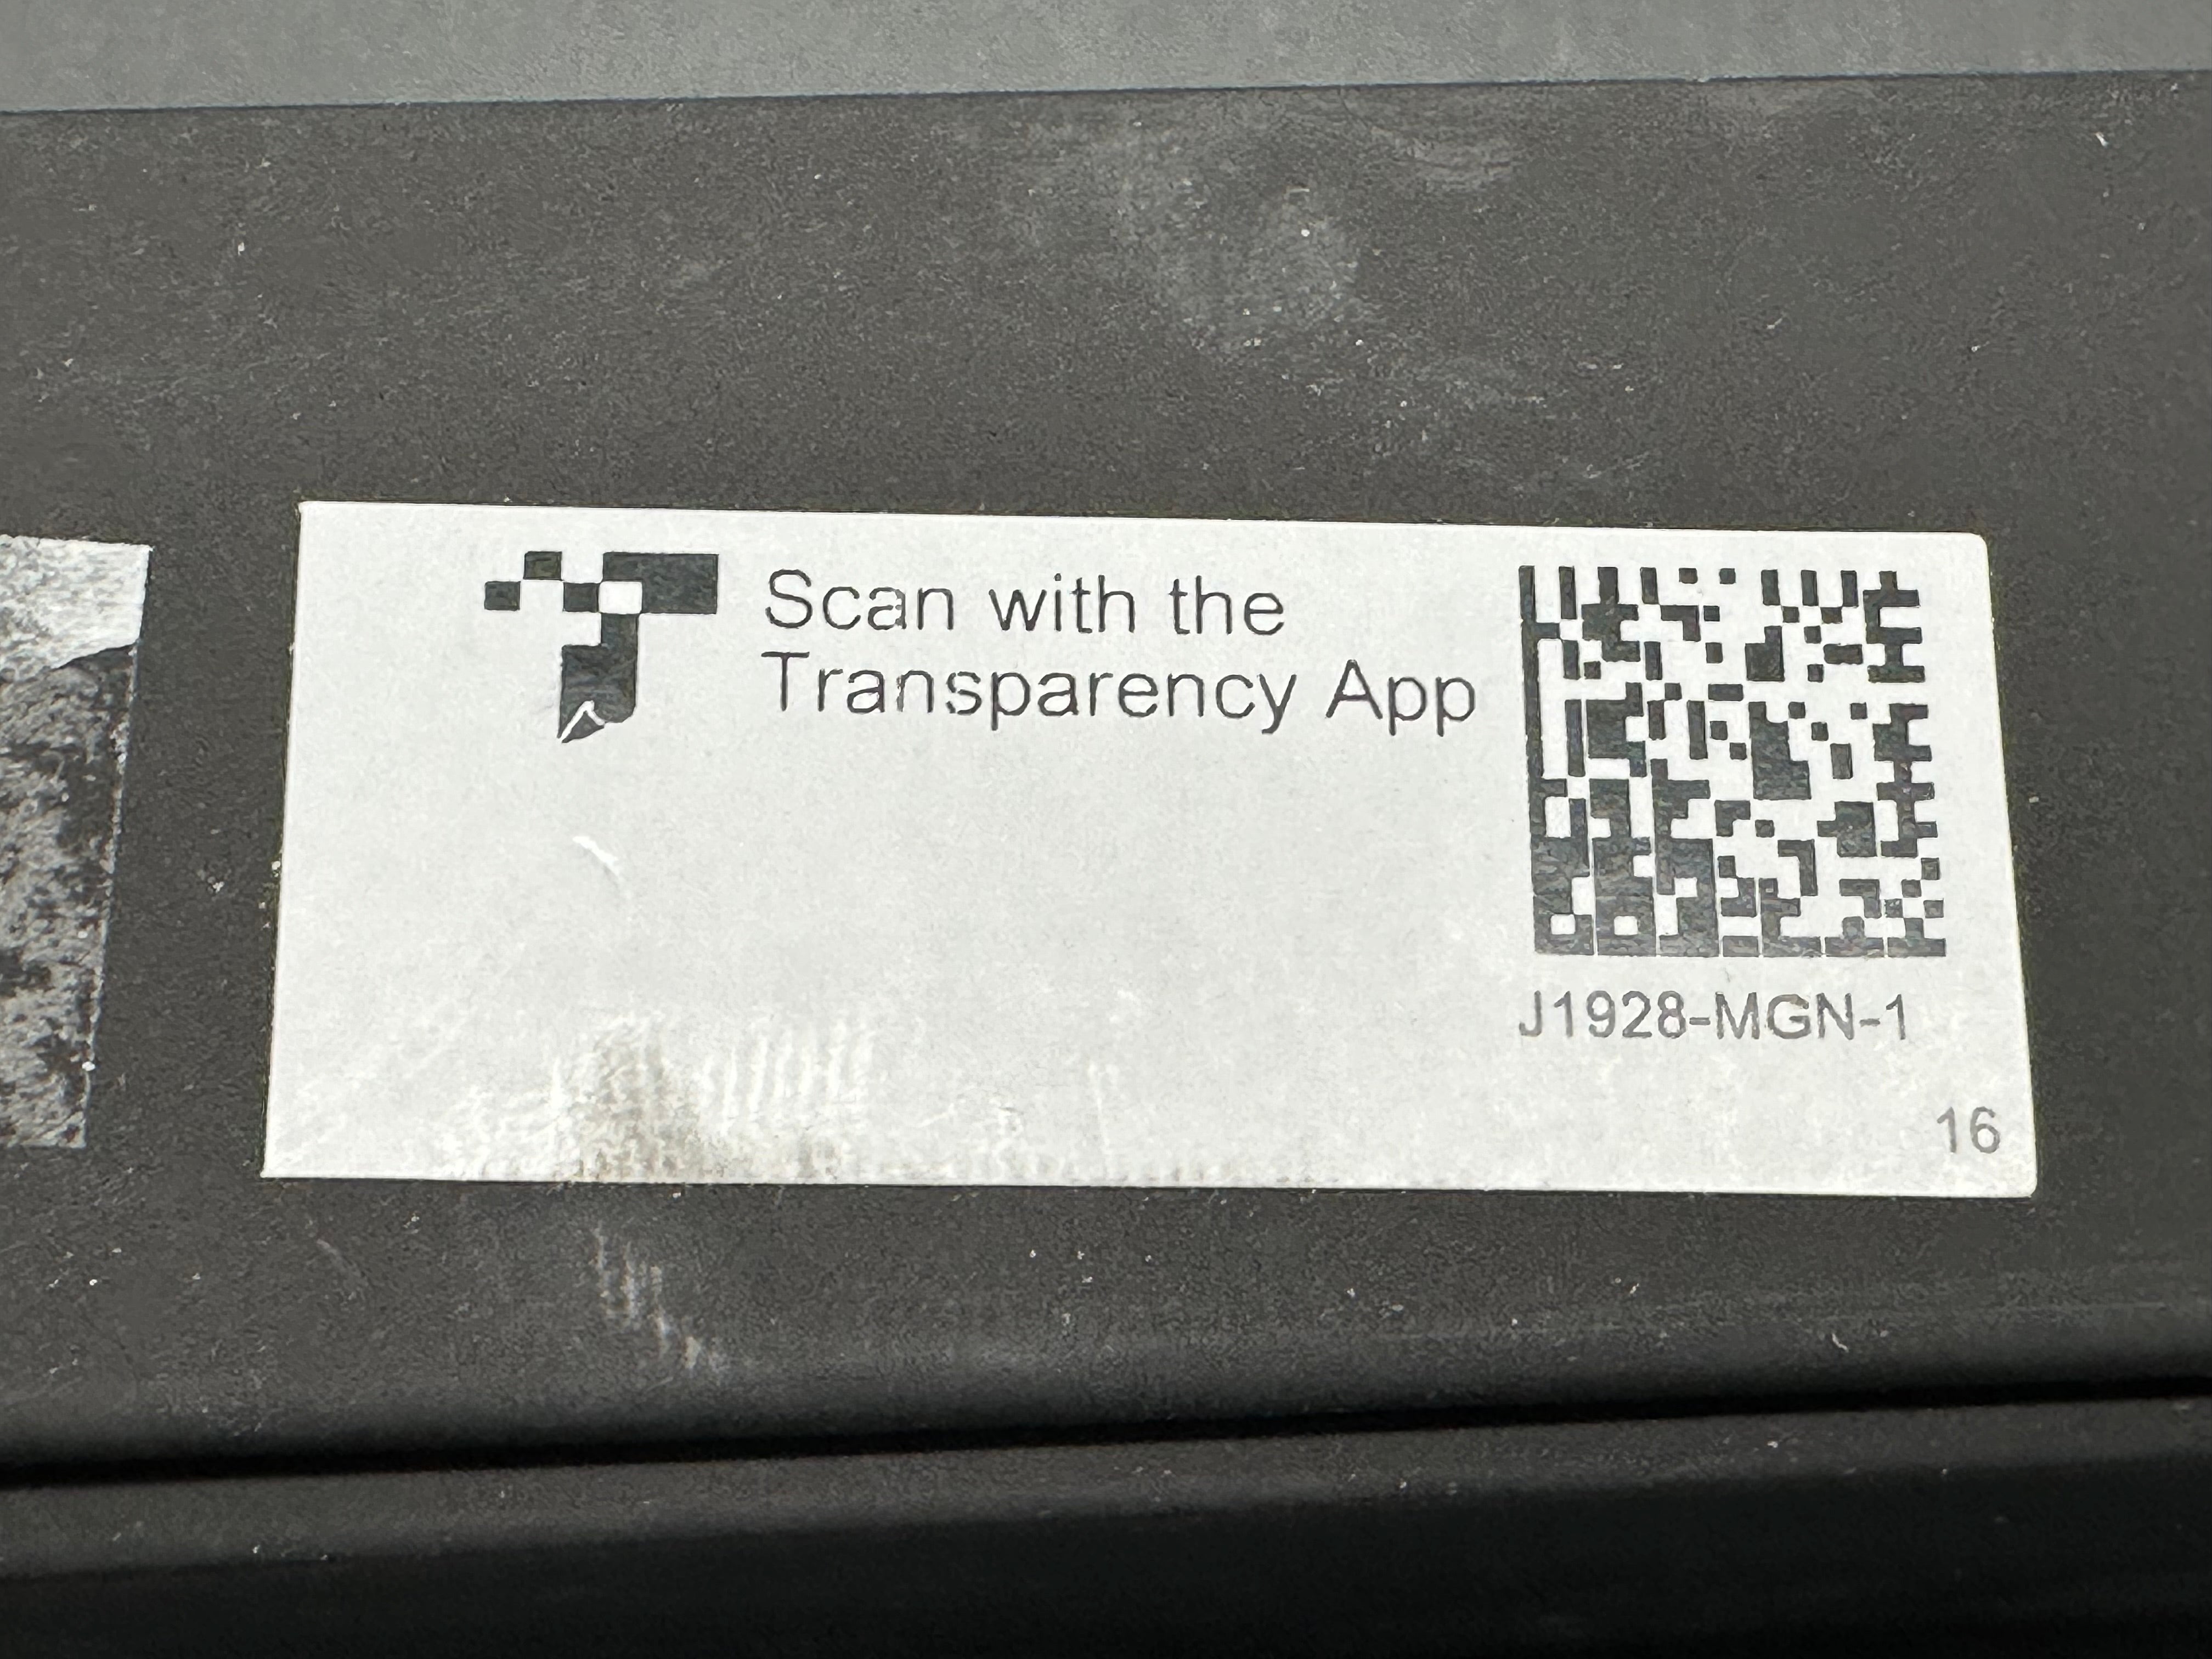 Scan with the
Transparency App
J1928-MGN-1
16